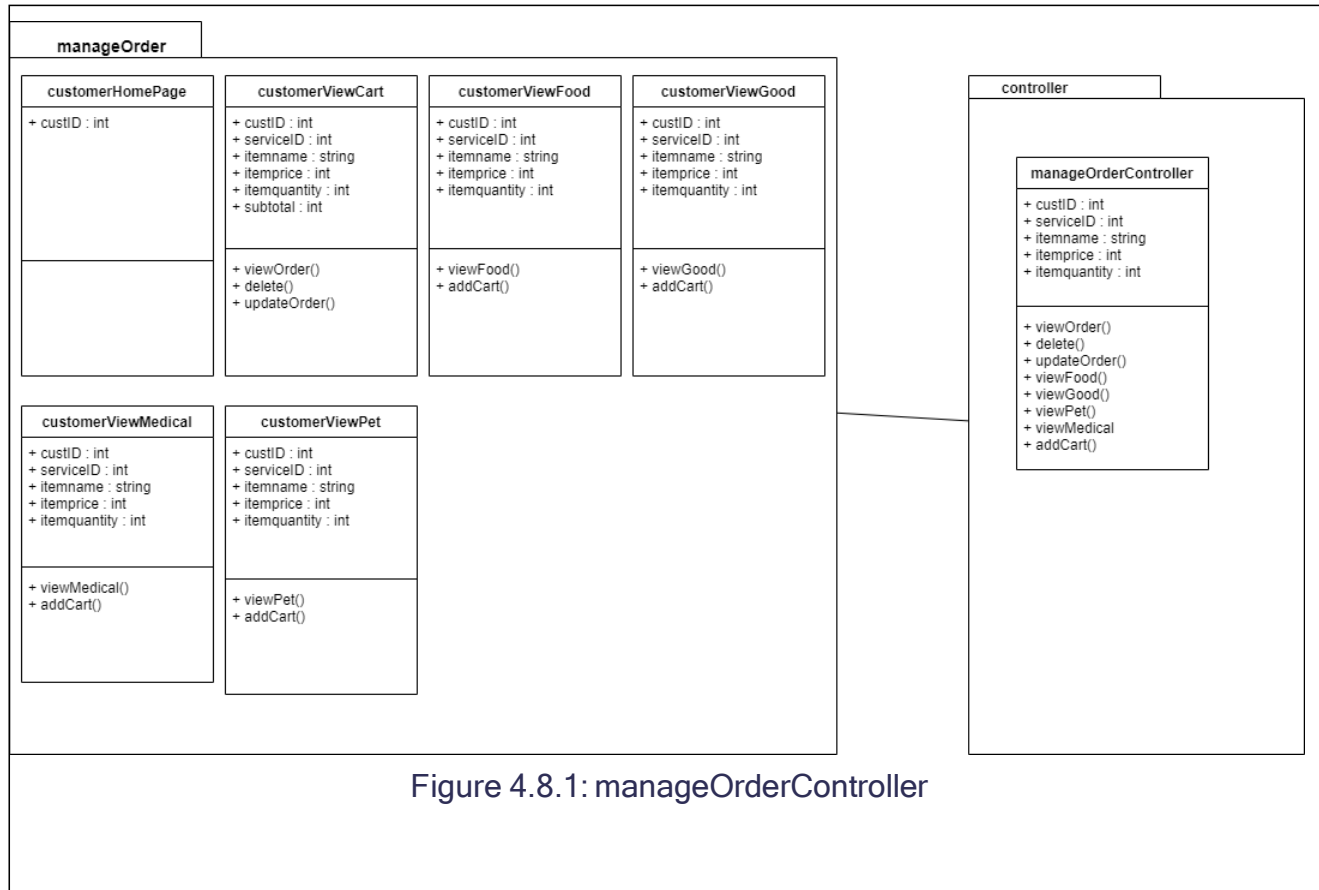 manageOrder
customerHomePage
+ custID : int
customerViewCart
+ custID : int
+ serviceID : int
+ itemname : string
+ itemprice : int
+ itemquantity : int
+ subtotal : int
+ viewOrder()
+ delete()
+ updateOrder()
customerViewFood
+ custID : int
+ serviceID : int
+ itemname : string
+ itemprice : int
+ itemquantity : int
+ viewFood()
+ addCart()
customerViewGood
+ custID : int
+ serviceID : int
+ itemname : string
+ itemprice : int
+ itemquantity : int
+ viewGood()
+ addCart()
customerViewMedical
+ custID : int
+ serviceID : int
+ itemname : string
+ itemprice : int
+ itemquantity : int
+ viewMedical()
+ addCart()
customerViewPet
+ custID : int
+ serviceID : int
+ itemname : string
+ itemprice : int
+ itemquantity : int
+ viewPet()
+ addCart()
controller
manageOrderController
+ custID : int
+ serviceID : int
+ itemname : string
+ itemprice : int
+ itemquantity : int
+ viewOrder()
+ delete()
+ updateOrder()
+ viewFood()
+ viewGood()
+ viewPet()
+ viewMedical
+ addCart()
Figure 4.8.1: manageOrderController